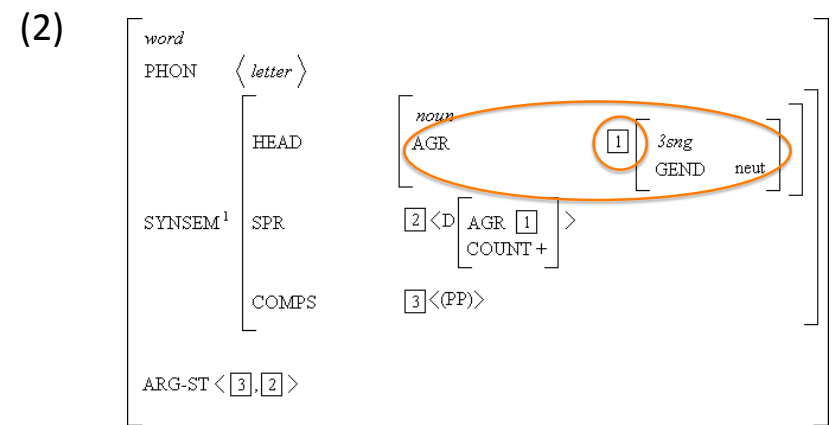 (2)
word
PHON ⟨ letter ⟩
noun
HEAD AGR 1 3sng
GEND neut
SYNSEM¹ SPR 2 <D AGR 1 >
COUNT +
COMPS 3 <(PP)>
ARG-ST < 3 , 2 >